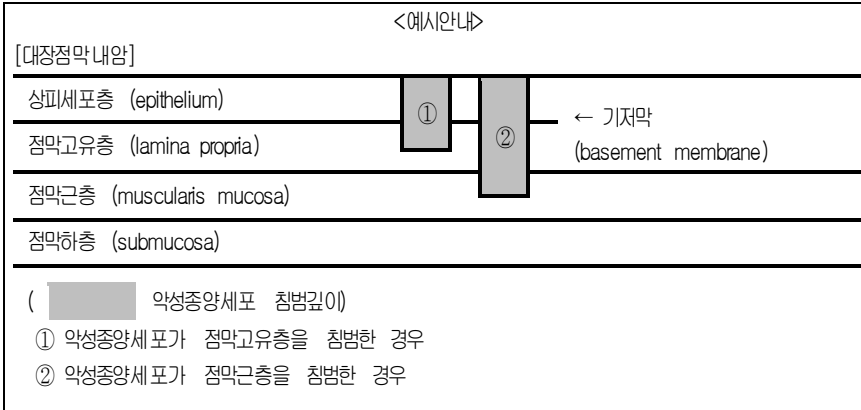 <예시안내>
[대장점막내암]
상피세포층 (epithelium)
①
← 기저막
점막고유층 (lamina propria)
②
(basement membrane)
점막근층 (muscularis mucosa)
점막하층 (submucosa)
( 악성종양세포 침범깊이)
① 악성종양세포가 점막고유층을 침범한 경우
② 악성종양세포가 점막근층을 침범한 경우